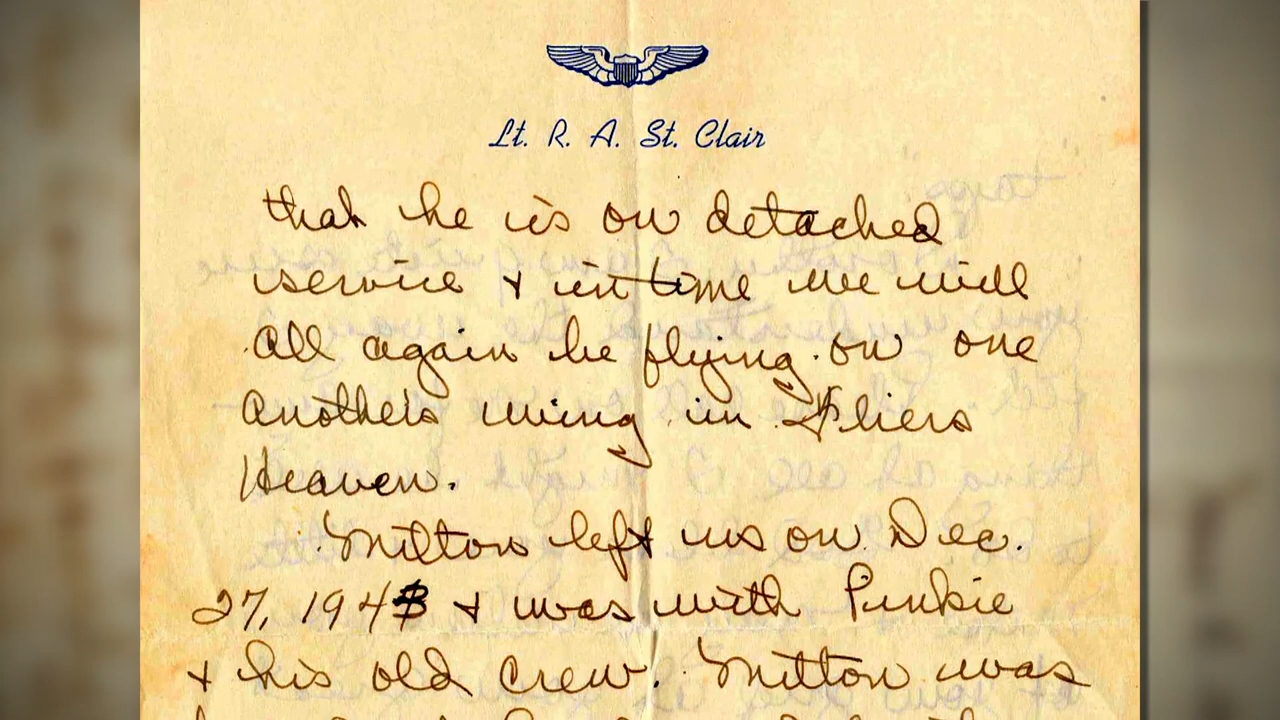 Lt. R. A. St. Clair
that he is on detached
service & in time we will
all again be flying on one
anothers wing in Fliers
Heaven.
Milton left us on Dec.
27, 1943 & was with Pinkie
& his old crew. Milton was